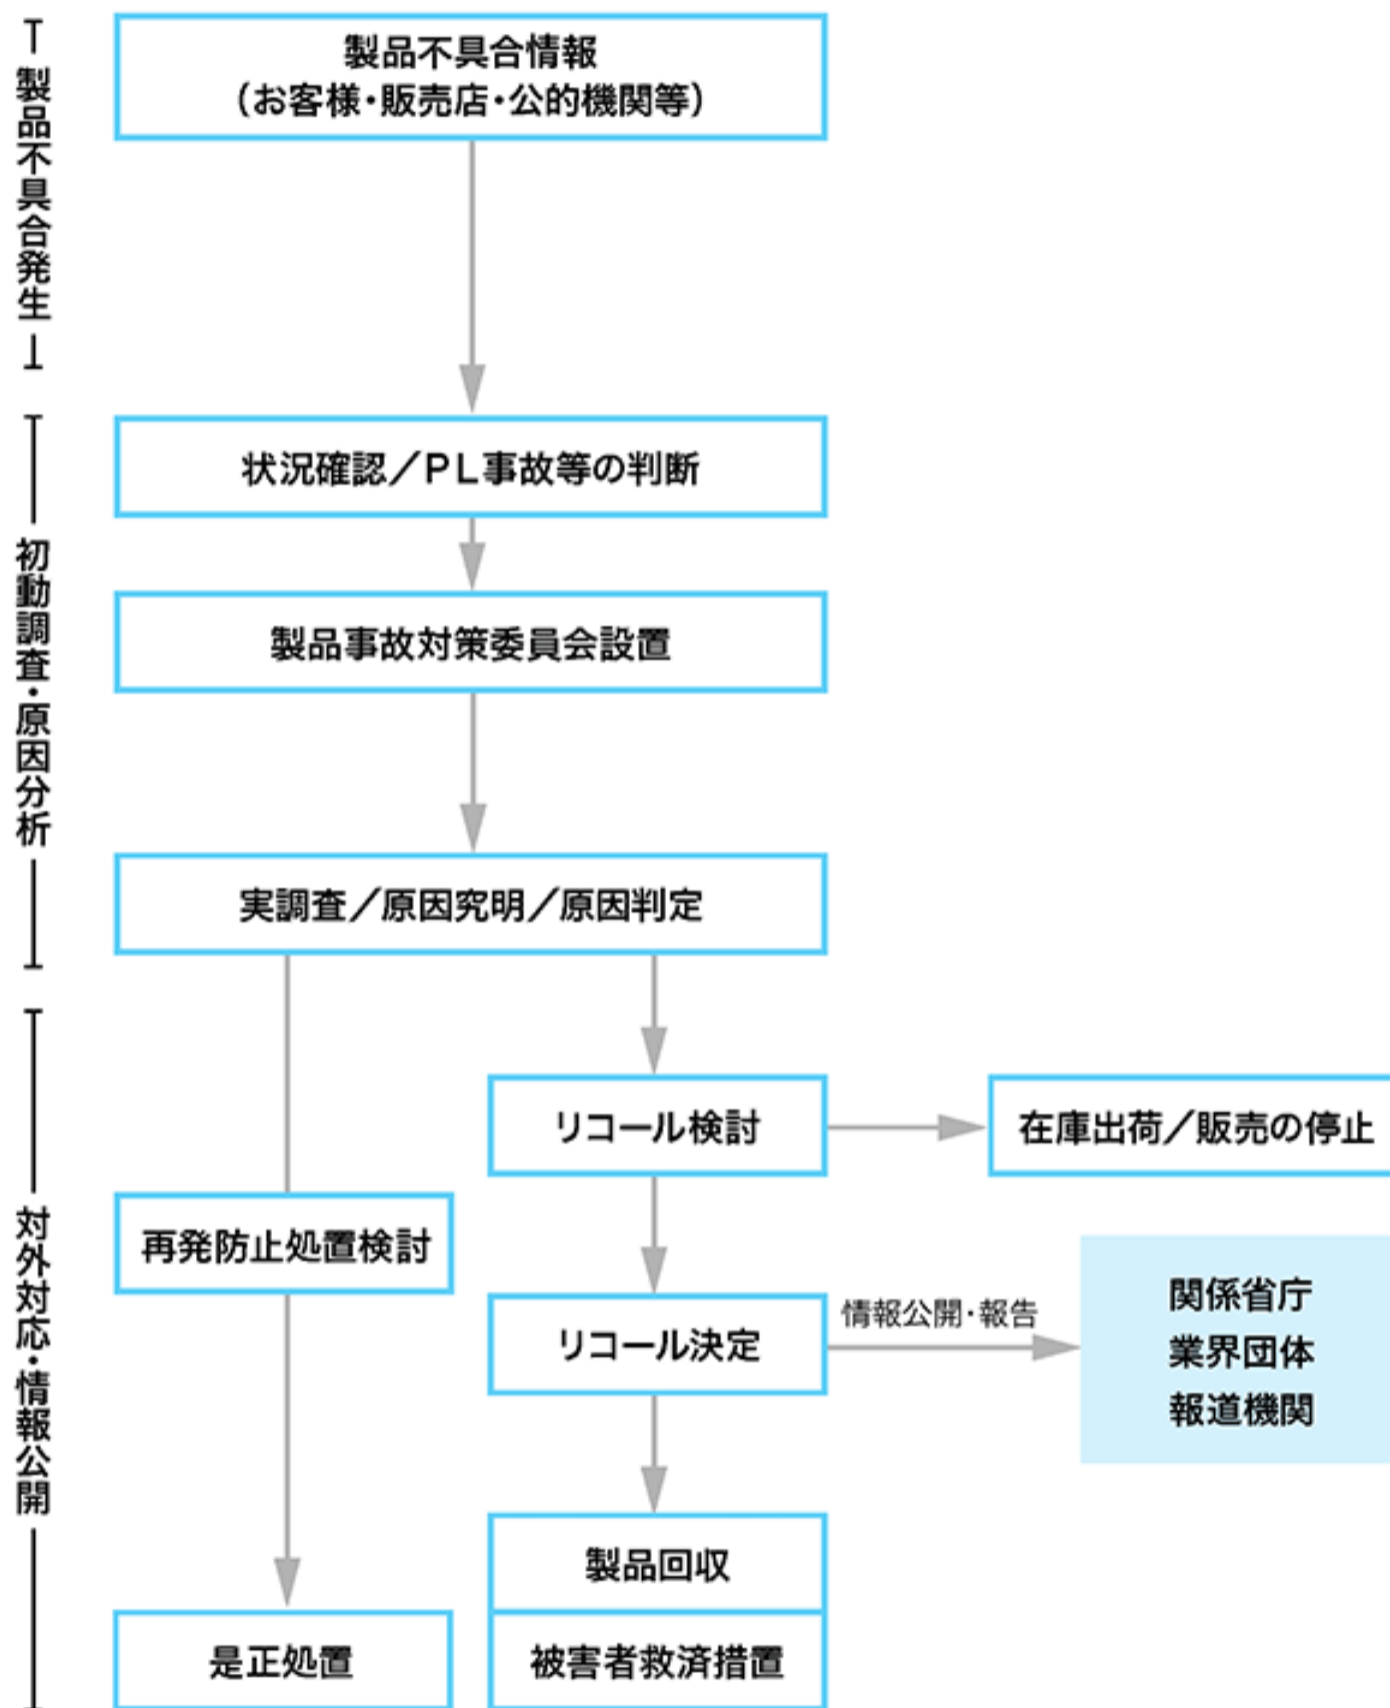 製品不具合発生
製品不具合情報
（お客様・販売店・公的機関等）
初動調査・原因分析
状況確認／PL事故等の判断
製品事故対策委員会設置
実調査／原因究明／原因判定
対外対応・情報公開
リコール検討
在庫出荷／販売の停止
再発防止処置検討
リコール決定
情報公開・報告
関係省庁
業界団体
報道機関
製品回収
是正処置
被害者救済措置